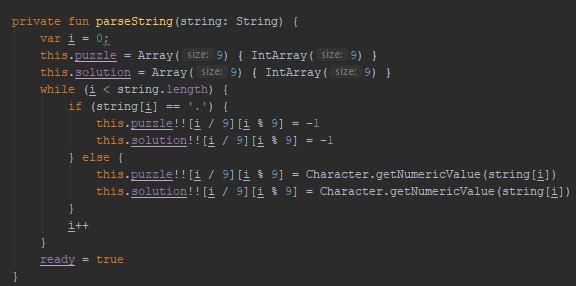 private fun parseString(string: String) {
    var i = 0;
    this.puzzle = Array( size: 9) { IntArray( size: 9) }
    this.solution = Array( size: 9) { IntArray( size: 9) }
    while (i < string.length) {
        if (string[i] == '.') {
            this.puzzle!![i / 9][i % 9] = -1
            this.solution!![i / 9][i % 9] = -1
        } else {
            this.puzzle!![i / 9][i % 9] = Character.getNumericValue(string[i])
            this.solution!![i / 9][i % 9] = Character.getNumericValue(string[i])
        }
        i++
    }
    ready = true
}